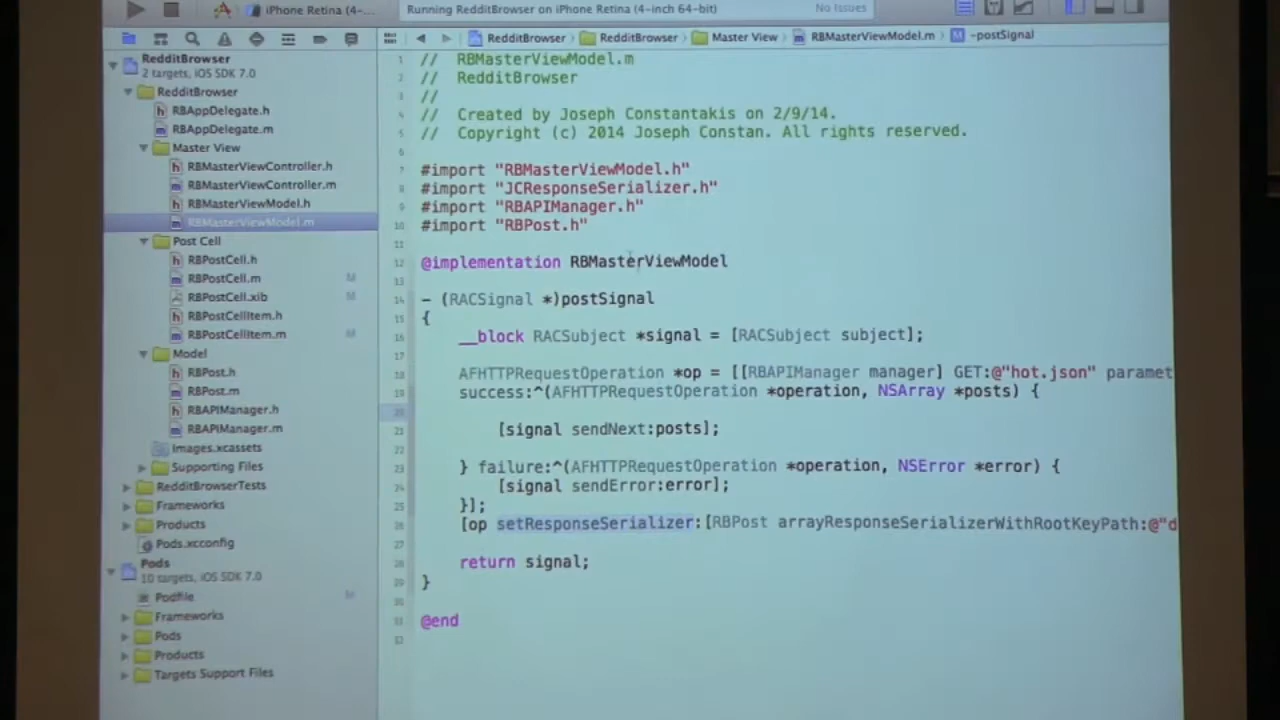 iPhone Retina (4-...
Running RedditBrowser on iPhone Retina (4-inch 64-bit)
No Issues
RedditBrowser
RedditBrowser
Master View
RBMasterViewModel.m
M
-postSignal
RedditBrowser
2 targets, iOS SDK 7.0
RedditBrowser
h RBAppDelegate.h
m RBAppDelegate.m
Master View
h RBMasterViewController.h
m RBMasterViewController.m
h RBMasterViewModel.h
m RBMasterViewModel.m
Post Cell
h RBPostCell.h
m RBPostCell.m M
RBPostCell.xib M
h RBPostCellItem.h
m RBPostCellItem.m M
Model
h RBPost.h
m RBPost.m
h RBAPIManager.h
m RBAPIManager.m
Images.xcassets
Supporting Files
RedditBrowserTests
Frameworks
Products
Pods.xcconfig
Pods
10 targets, iOS SDK 7.0
Podfile M
Frameworks
Pods
Products
Targets Support Files
1 // RBMasterViewModel.m
2 // RedditBrowser
3 //
4 // Created by Joseph Constantakis on 2/9/14.
5 // Copyright (c) 2014 Joseph Constan. All rights reserved.
6
7 #import "RBMasterViewModel.h"
8 #import "JCResponseSerializer.h"
9 #import "RBAPIManager.h"
10 #import "RBPost.h"
11
12 @implementation RBMasterViewModel
13
14 - (RACSignal *)postSignal
15 {
16 __block RACSubject *signal = [RACSubject subject];
17
18 AFHTTPRequestOperation *op = [[RBAPIManager manager] GET:@"hot.json" paramet
19 success:^(AFHTTPRequestOperation *operation, NSArray *posts) {
20
21 [signal sendNext:posts];
22
23 } failure:^(AFHTTPRequestOperation *operation, NSError *error) {
24 [signal sendError:error];
25 }];
26 [op setResponseSerializer:[RBPost arrayResponseSerializerWithRootKeyPath:@"d
27
28 return signal;
29 }
30
31 @end
32